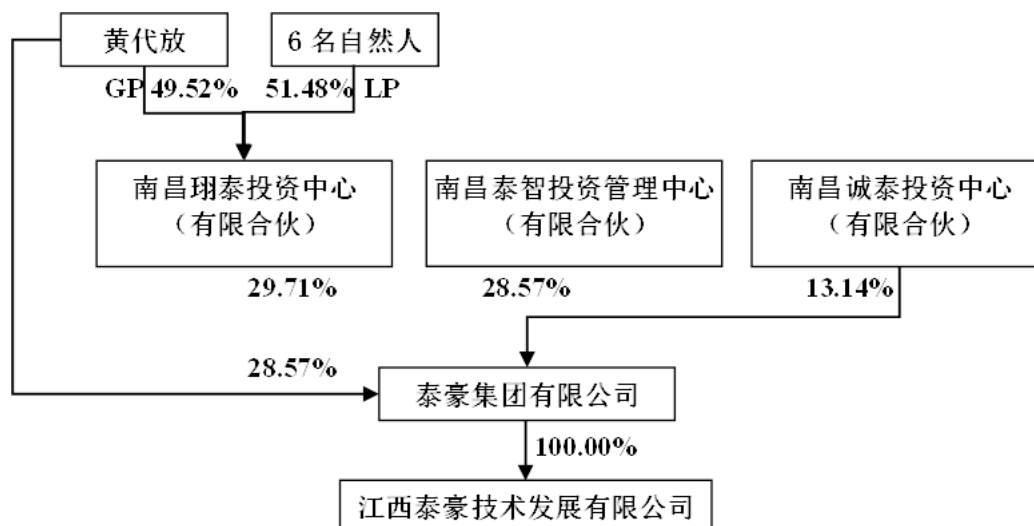 黄代放
6 名自然人
GP 49.52%
51.48% LP
南昌珝泰投资中心
（有限合伙）
南昌泰智投资管理中心
（有限合伙）
南昌诚泰投资中心
（有限合伙）
29.71%
28.57%
13.14%
28.57%
泰豪集团有限公司
100.00%
江西泰豪技术发展有限公司